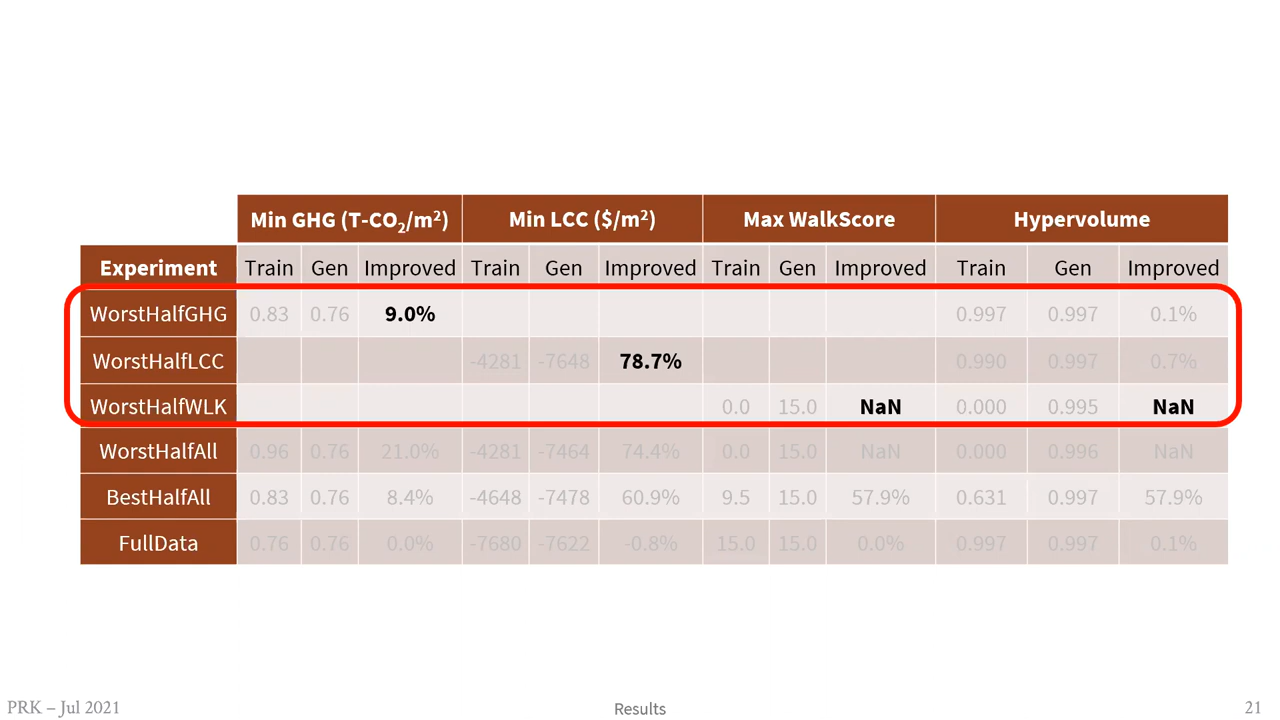 Min GHG (T-CO₂/m²) Min LCC ($/m²) Max WalkScore Hypervolume
Experiment Train Gen Improved Train Gen Improved Train Gen Improved Train Gen Improved
WorstHalfGHG 0.83 0.76 9.0% 0.997 0.997 0.1%
WorstHalfLCC -4281 -7648 78.7% 0.990 0.997 0.7%
WorstHalfWLK 0.0 15.0 NaN 0.000 0.995 NaN
WorstHalfAll 0.96 0.76 21.0% -4281 -7464 74.4% 0.0 15.0 NaN 0.000 0.996 NaN
BestHalfAll 0.83 0.76 8.4% -4648 -7478 60.9% 9.5 15.0 57.9% 0.631 0.997 57.9%
FullData 0.76 0.76 0.0% -7680 -7622 -0.8% 15.0 15.0 0.0% 0.997 0.997 0.1%
PRK – Jul 2021 Results 21